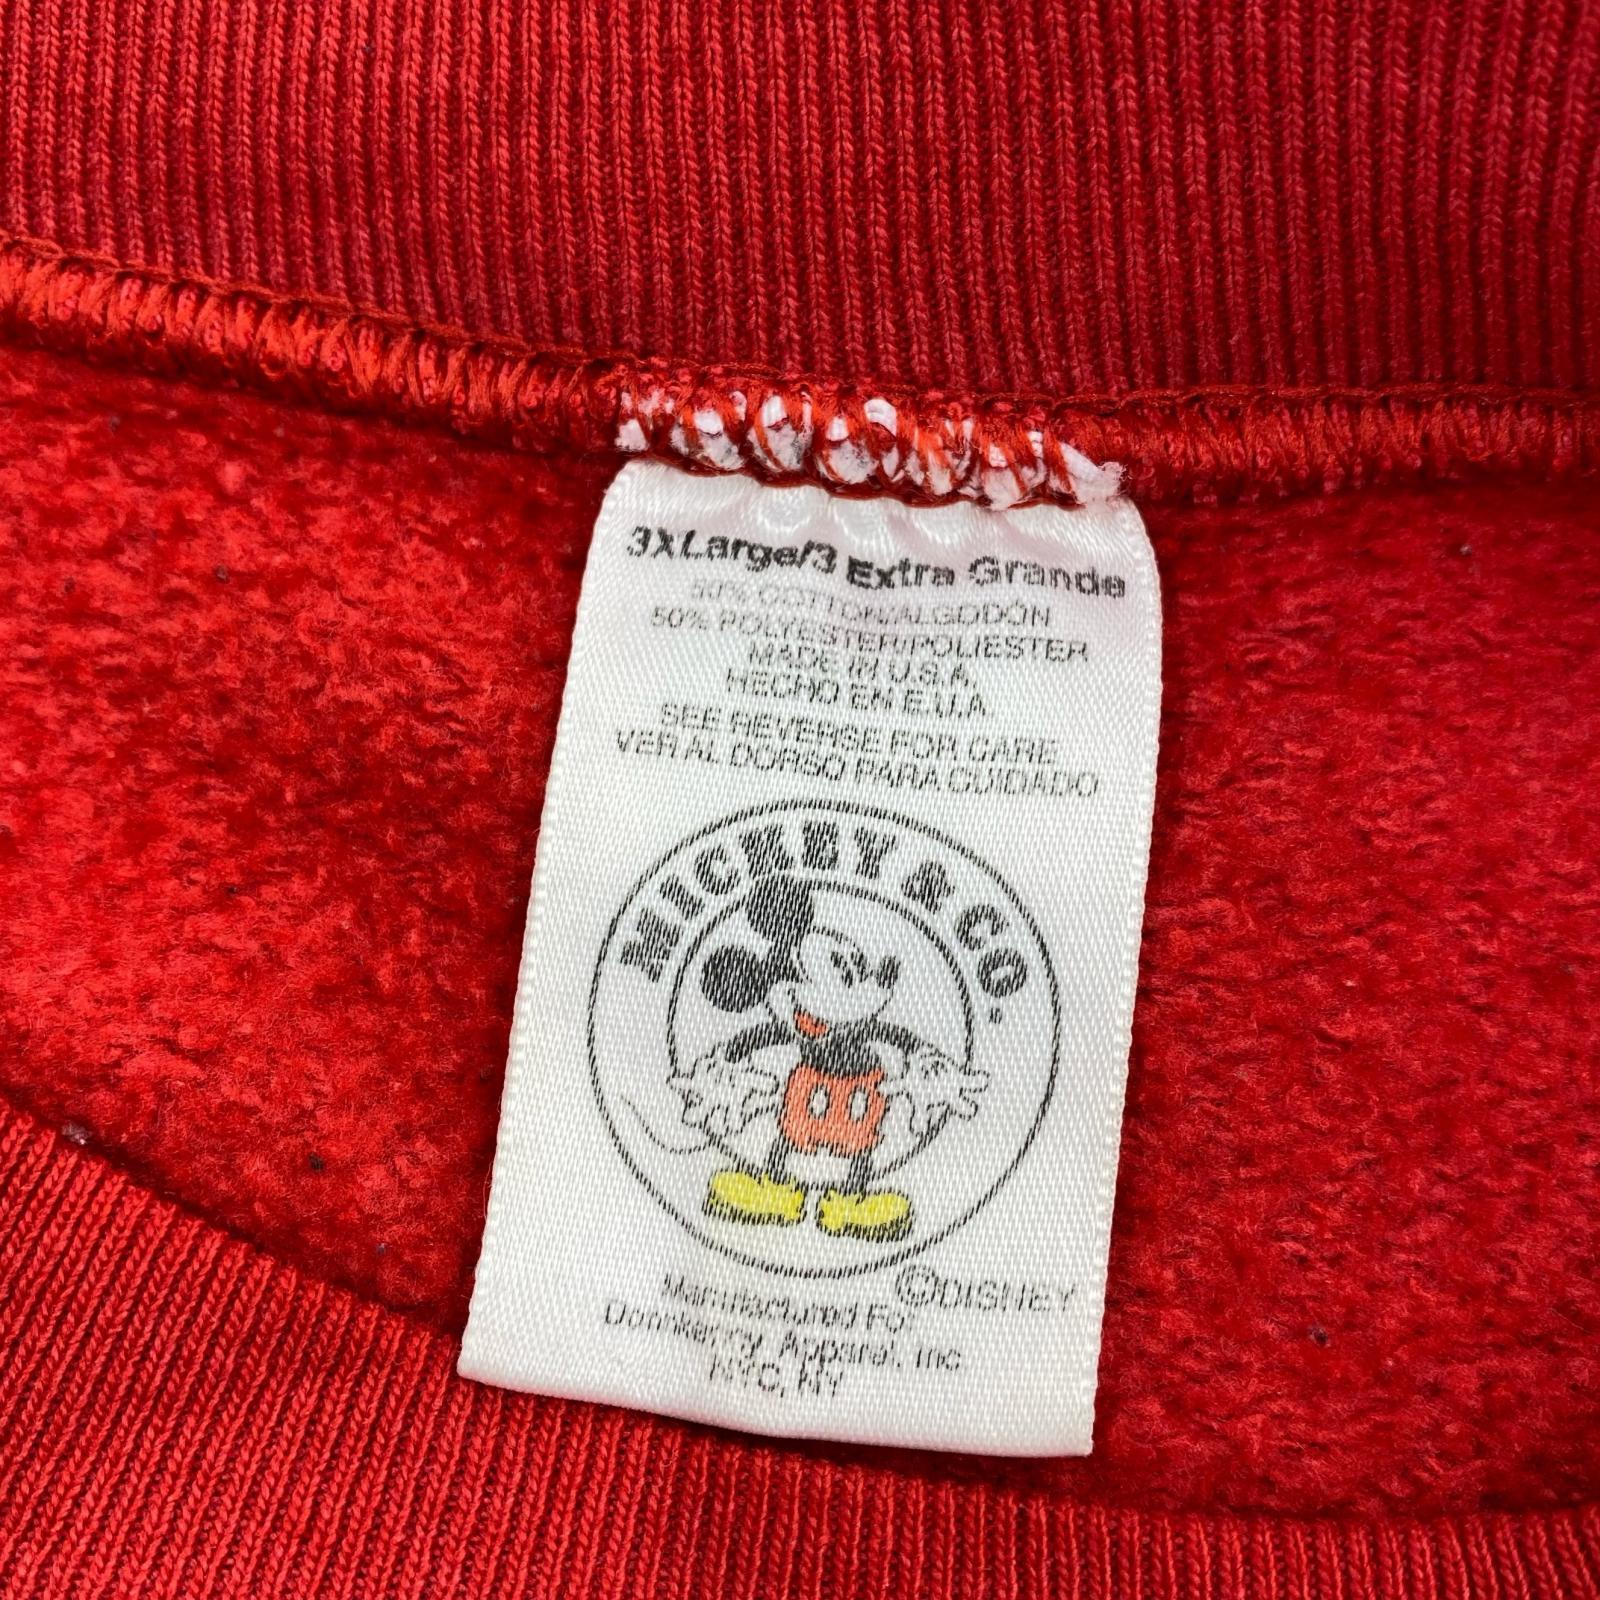 3XLarge/3 Extra Grande
50% COTTON/ALGODÓN
50% POLYESTER/POLIESTER
MADE IN U.S.A.
HECHO EN E.U.A.
SEE REVERSE FOR CARE
VER AL DORSO PARA CUIDADO
MICKEY & CO.
©DISNEY
Manufactured For
Donnkenny, Apparel, Inc
NYC, NY